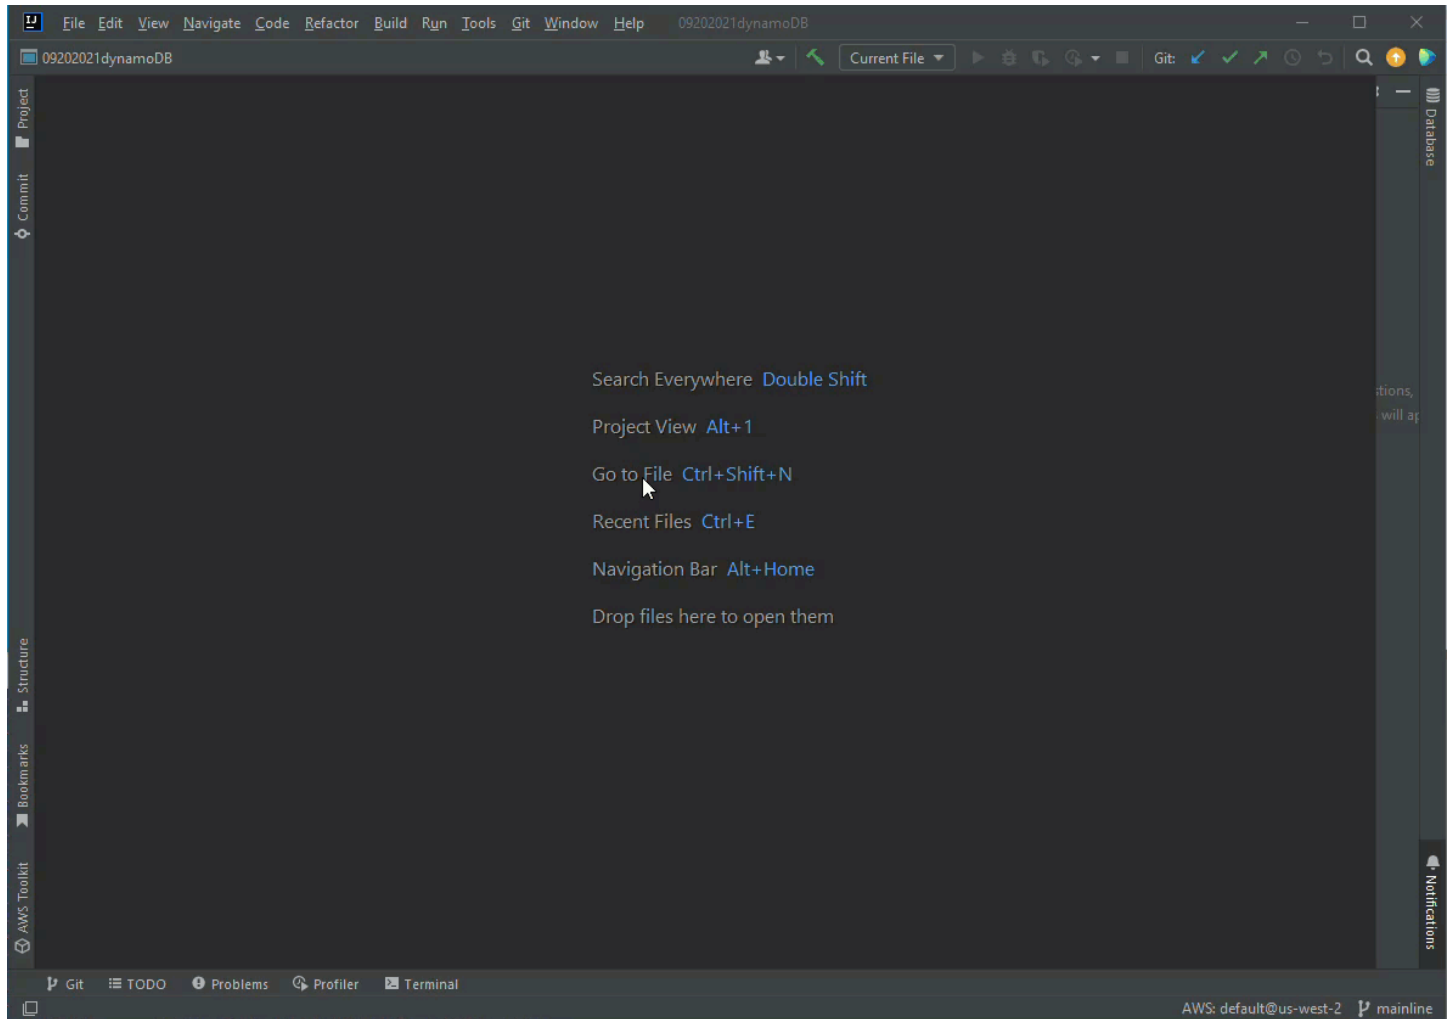 IJ File Edit View Navigate Code Refactor Build Run Tools Git Window Help 09202021dynamoDB
09202021dynamoDB Current File Git:
Project
Commit
Structure
Bookmarks
AWS Toolkit
Search Everywhere Double Shift
Project View Alt+1
Go to File Ctrl+Shift+N
Recent Files Ctrl+E
Navigation Bar Alt+Home
Drop files here to open them
tions,
will
Database
Notifications
Git TODO Problems Profiler Terminal
AWS: default@us-west-2 mainline